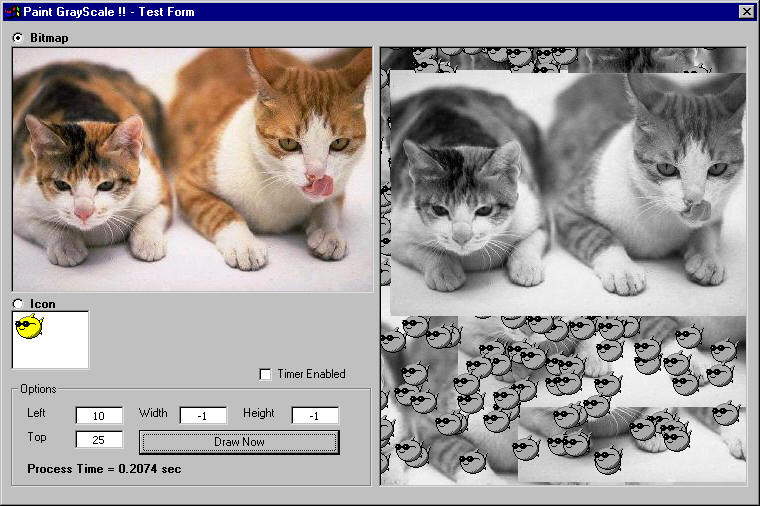 Paint GrayScale !! - Test Form
Bitmap
Icon
Timer Enabled
Options
Left 10 Width -1 Height -1
Top 25 Draw Now
Process Time = 0.2074 sec